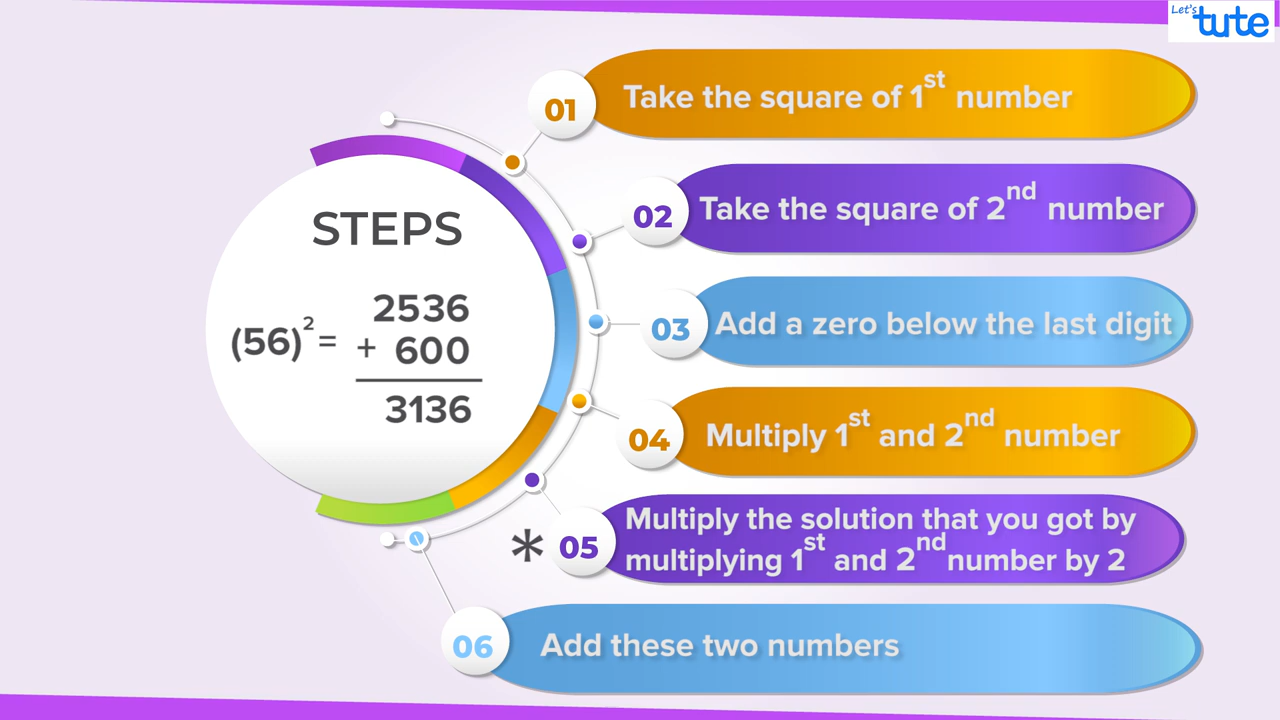 Let's tute
STEPS
(56)² =
2536
+ 600
3136
01
Take the square of 1st number
02
Take the square of 2nd number
03
Add a zero below the last digit
04
Multiply 1st and 2nd number
* 05
Multiply the solution that you got by
multiplying 1st and 2nd number by 2
06
Add these two numbers